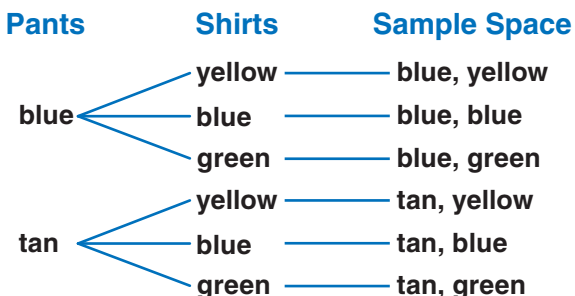 Pants Shirts Sample Space
yellow blue, yellow
blue blue blue, blue
green blue, green
yellow tan, yellow
tan blue tan, blue
green tan, green